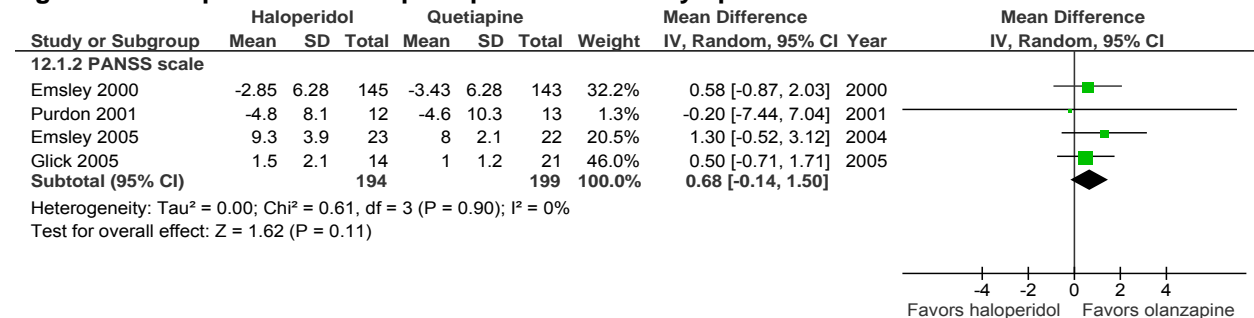 Haloperidol Quetiapine Mean Difference Mean Difference
Study or Subgroup Mean SD Total Mean SD Total Weight IV, Random, 95% CI Year IV, Random, 95% CI
12.1.2 PANSS scale
Emsley 2000 -2.85 6.28 145 -3.43 6.28 143 32.2% 0.58 [-0.87, 2.03] 2000
Purdon 2001 -4.8 8.1 12 -4.6 10.3 13 1.3% -0.20 [-7.44, 7.04] 2001
Emsley 2005 9.3 3.9 23 8 2.1 22 20.5% 1.30 [-0.52, 3.12] 2004
Glick 2005 1.5 2.1 14 1 1.2 21 46.0% 0.50 [-0.71, 1.71] 2005
Subtotal (95% CI) 194 199 100.0% 0.68 [-0.14, 1.50]
Heterogeneity: Tau² = 0.00; Chi² = 0.61, df = 3 (P = 0.90); I² = 0%
Test for overall effect: Z = 1.62 (P = 0.11)
-4 -2 0 2 4
Favors haloperidol Favors olanzapine